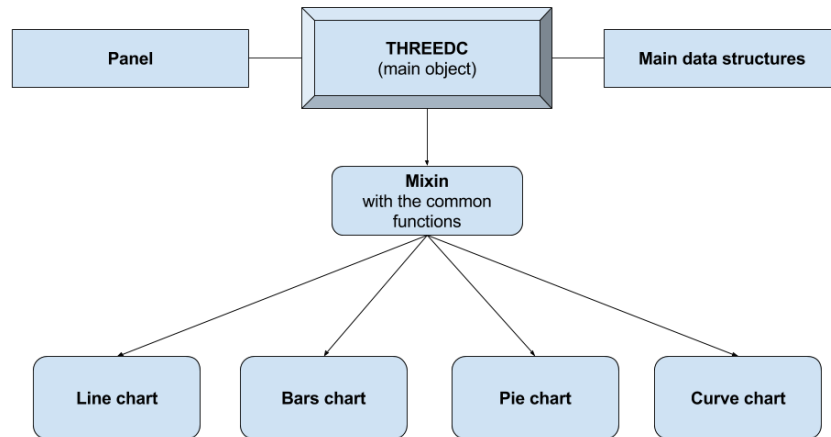 Panel
THREEDC
(main object)
Main data structures
Mixin
with the common
functions
Line chart
Bars chart
Pie chart
Curve chart